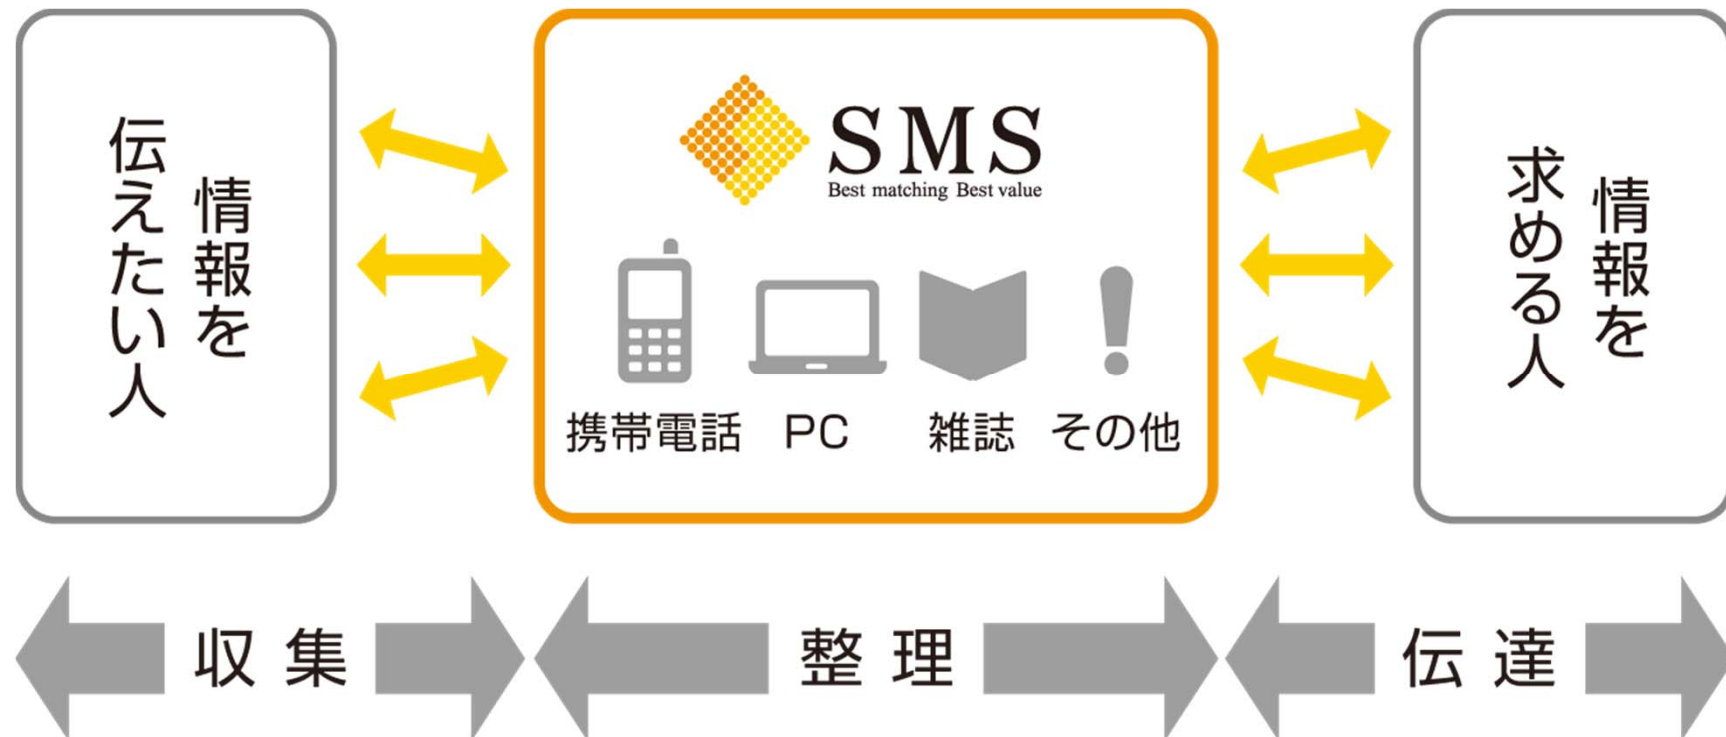 情報を
伝えたい人
SMS
Best matching Best value
携帯電話
PC
雑誌
その他
情報を
求める人
収集
整理
伝達